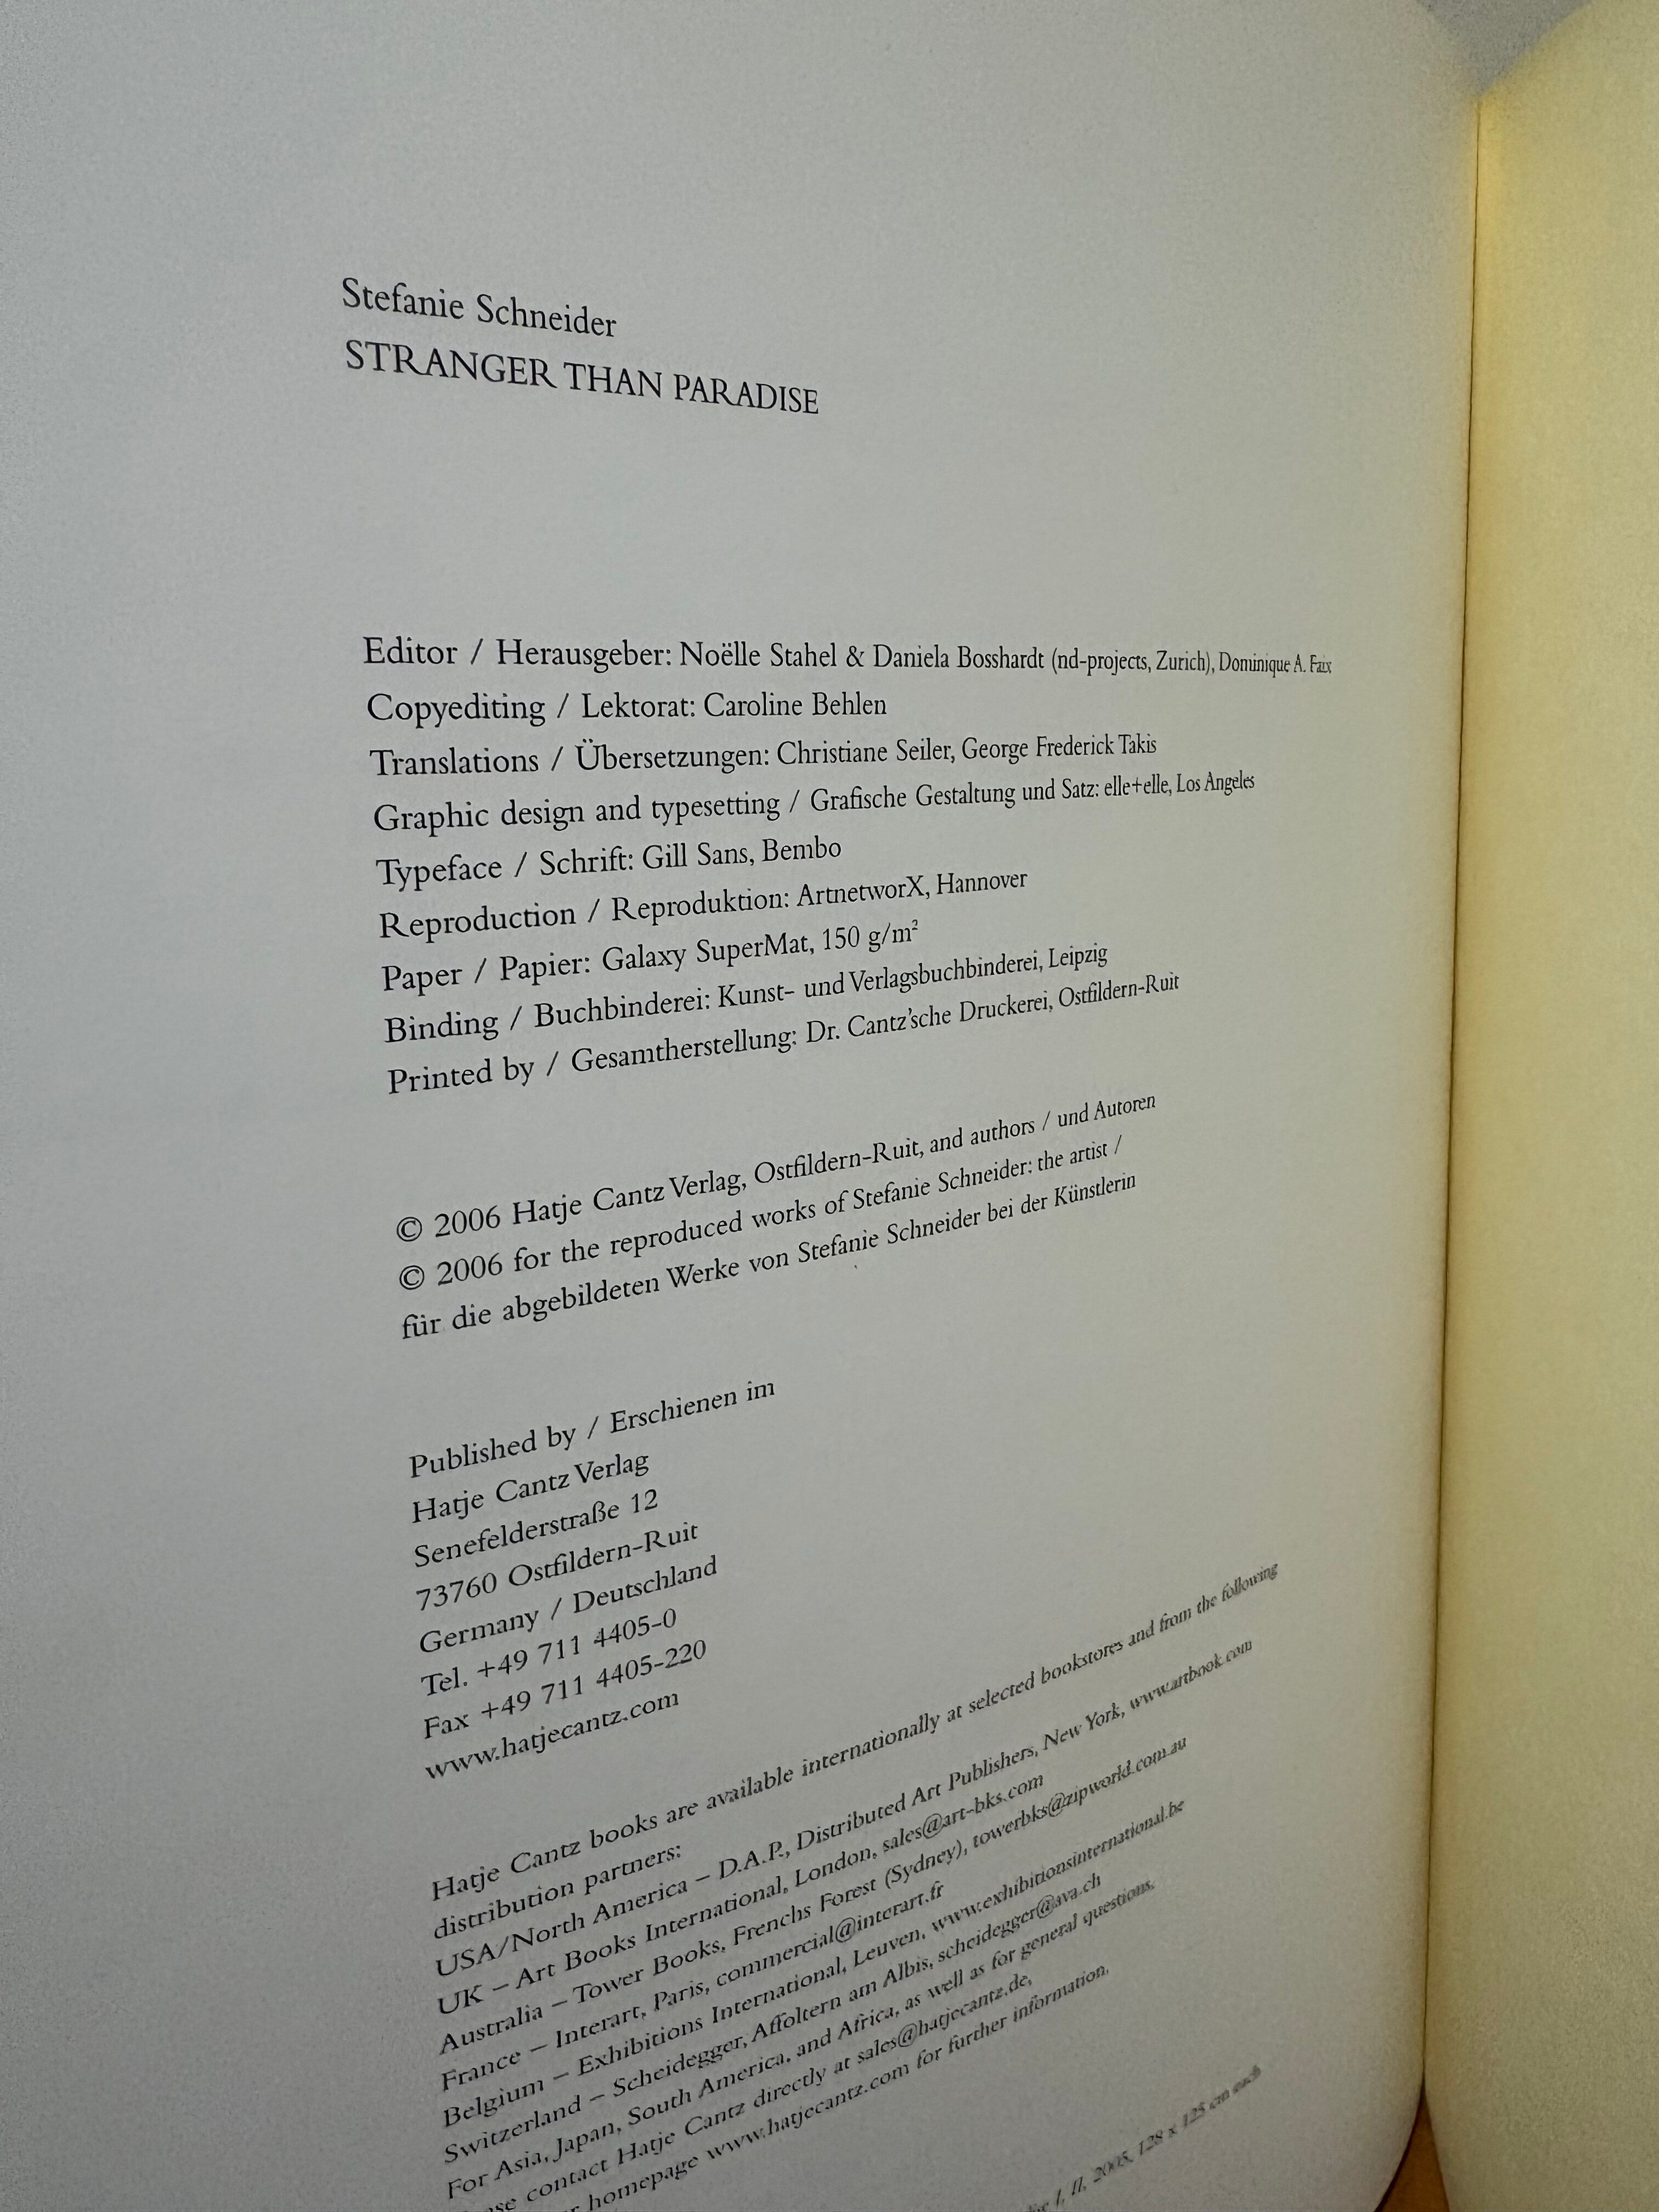 Stefanie Schneider
STRANGER THAN PARADISE
Editor / Herausgeber: Noëlle Stahel & Daniela Bosshardt (nd-projects, Zurich), Dominique A. Faix
Copyediting / Lektorat: Caroline Behlen
Translations / Übersetzungen: Christiane Seiler, George Frederick Takis
Graphic design and typesetting / Grafische Gestaltung und Satz: elle+elle, Los Angeles
Typeface / Schrift: Gill Sans, Bembo
Reproduction / Reproduktion: ArtnetworX, Hannover
Paper / Papier: Galaxy SuperMat, 150 g/m²
Binding / Buchbinderei: Kunst- und Verlagsbuchbinderei, Leipzig
Printed by / Gesamtherstellung: Dr. Cantz'sche Druckerei, Ostfildern-Ruit
© 2006 Hatje Cantz Verlag, Ostfildern-Ruit, and authors / und Autoren
© 2006 for the reproduced works of Stefanie Schneider: the artist /
für die abgebildeten Werke von Stefanie Schneider bei der Künstlerin
Published by / Erschienen im
Hatje Cantz Verlag
Senefelderstraße 12
73760 Ostfildern-Ruit
Germany / Deutschland
Tel. +49 711 4405-0
Fax +49 711 4405-220
www.hatjecantz.com
Hatje Cantz books are available internationally at selected bookstores and from the following
distribution partners:
USA/North America – D.A.P., Distributed Art Publishers, New York, www.artbook.com
UK – Art Books International, London, sales@art-bks.com
Australia – Tower Books, Frenchs Forest (Sydney), towerbks@zipworld.com.au
France – Interart, Paris, commercial@interart.fr
Belgium – Exhibitions International, Leuven, www.exhibitionsinternational.be
Switzerland – Scheidegger, Affoltern am Albis, scheidegger@ava.ch
For Asia, Japan, South America, and Africa, as well as for general questions,
contact Hatje Cantz directly at sales@hatjecantz.de,
homepage www.hatjecantz.com for further information.
I, II, 2005, 128 x 125 cm each